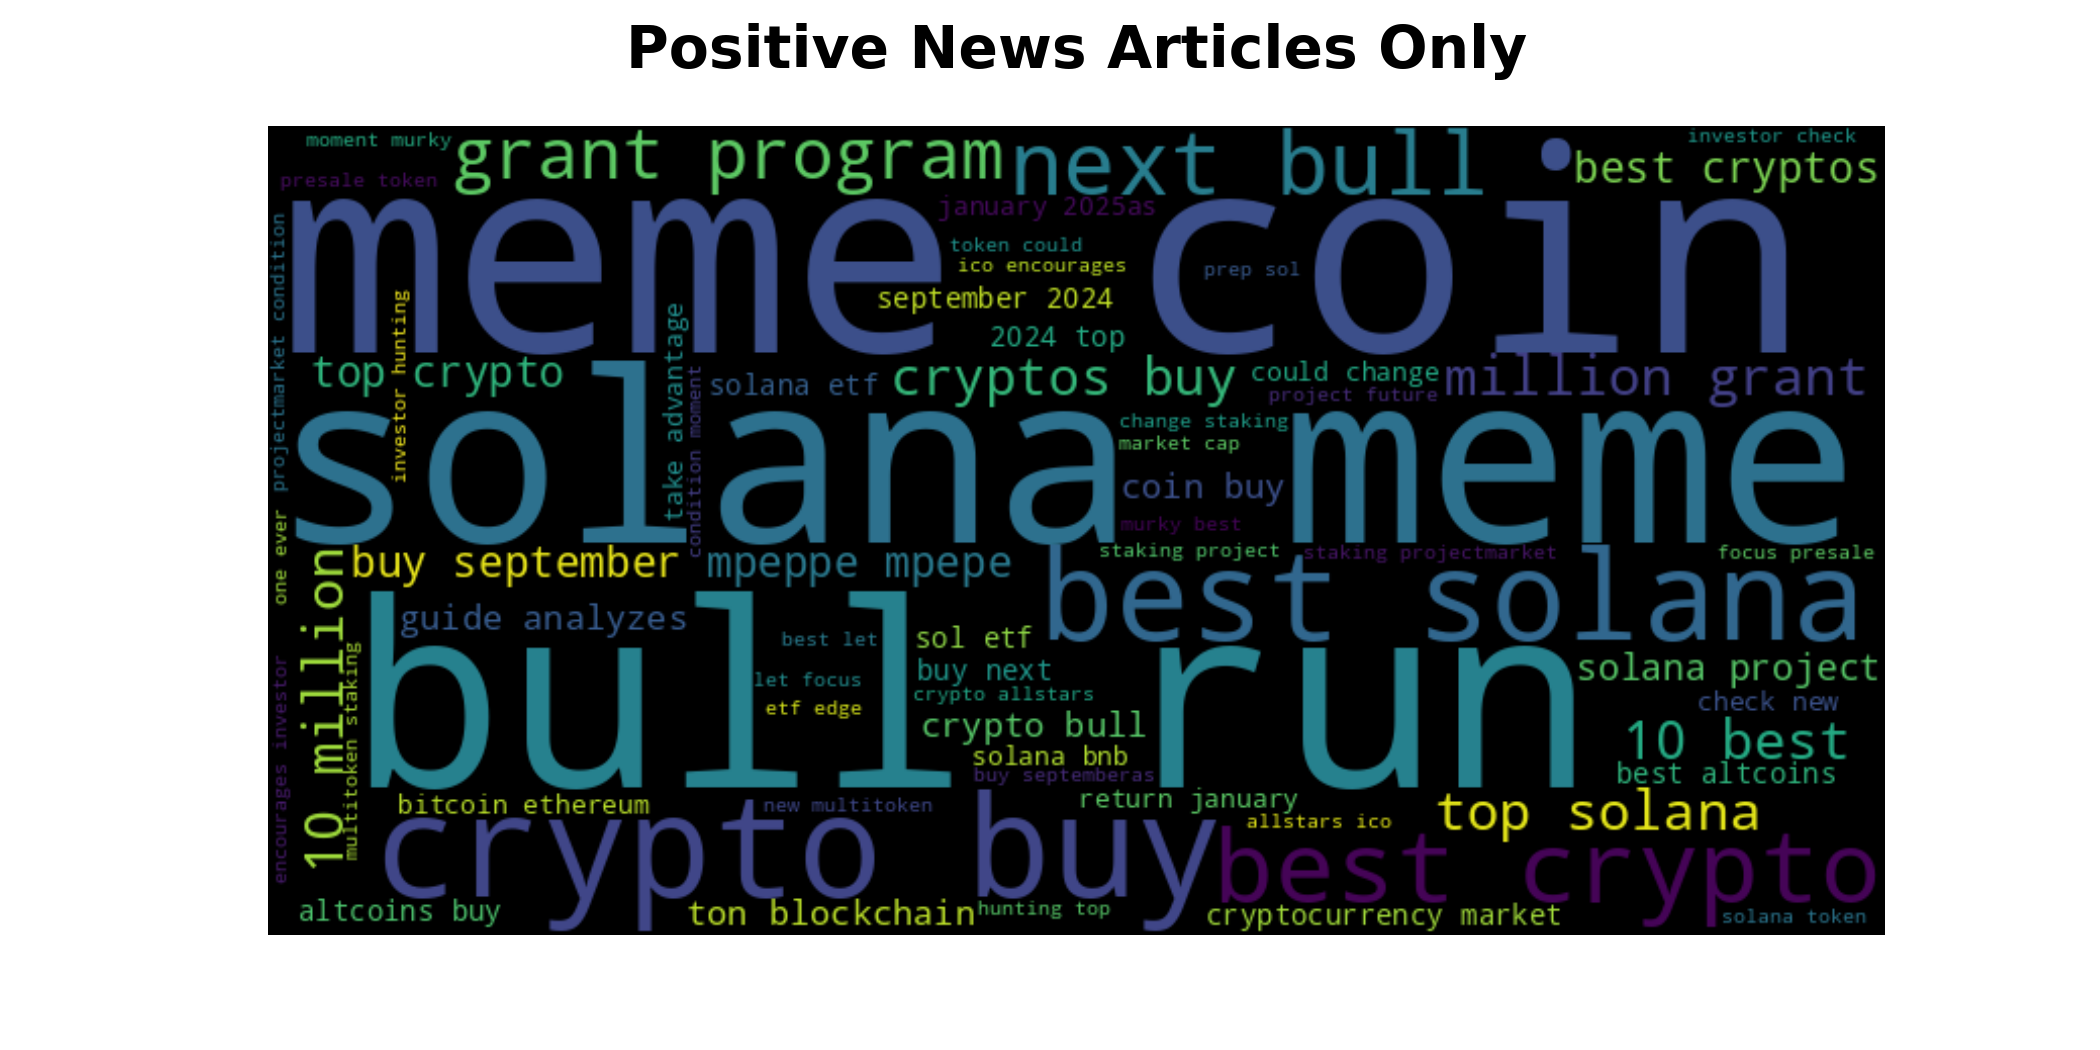 Positive News Articles Only
moment murky
grant program
next bull
investor check
best cryptos
presale token
meme coin
january 2025as
token could
ico encourages
prep sol
september 2024
2024 top
projectmarket condition
investor hunting
take advantage
condition moment
top crypto
solana etf
cryptos buy
could change
million grant
project future
solana meme
change staking
market cap
coin buy
murky best
one ever
10 million
buy september
mpeppe mpepe
staking project
staking projectmarket
focus presale
best solana
guide analyzes
bull run
best let
sol etf
let focus
buy next
etf edge
crypto allstars
crypto bull
solana bnb
buy septemberas
solana project
check new
10 best
best altcoins
encourages investor
multitoken staking
bitcoin ethereum
new multitoken
return january
allstars ico
top solana
crypto buy
best crypto
altcoins buy
ton blockchain
hunting top
cryptocurrency market
solana token